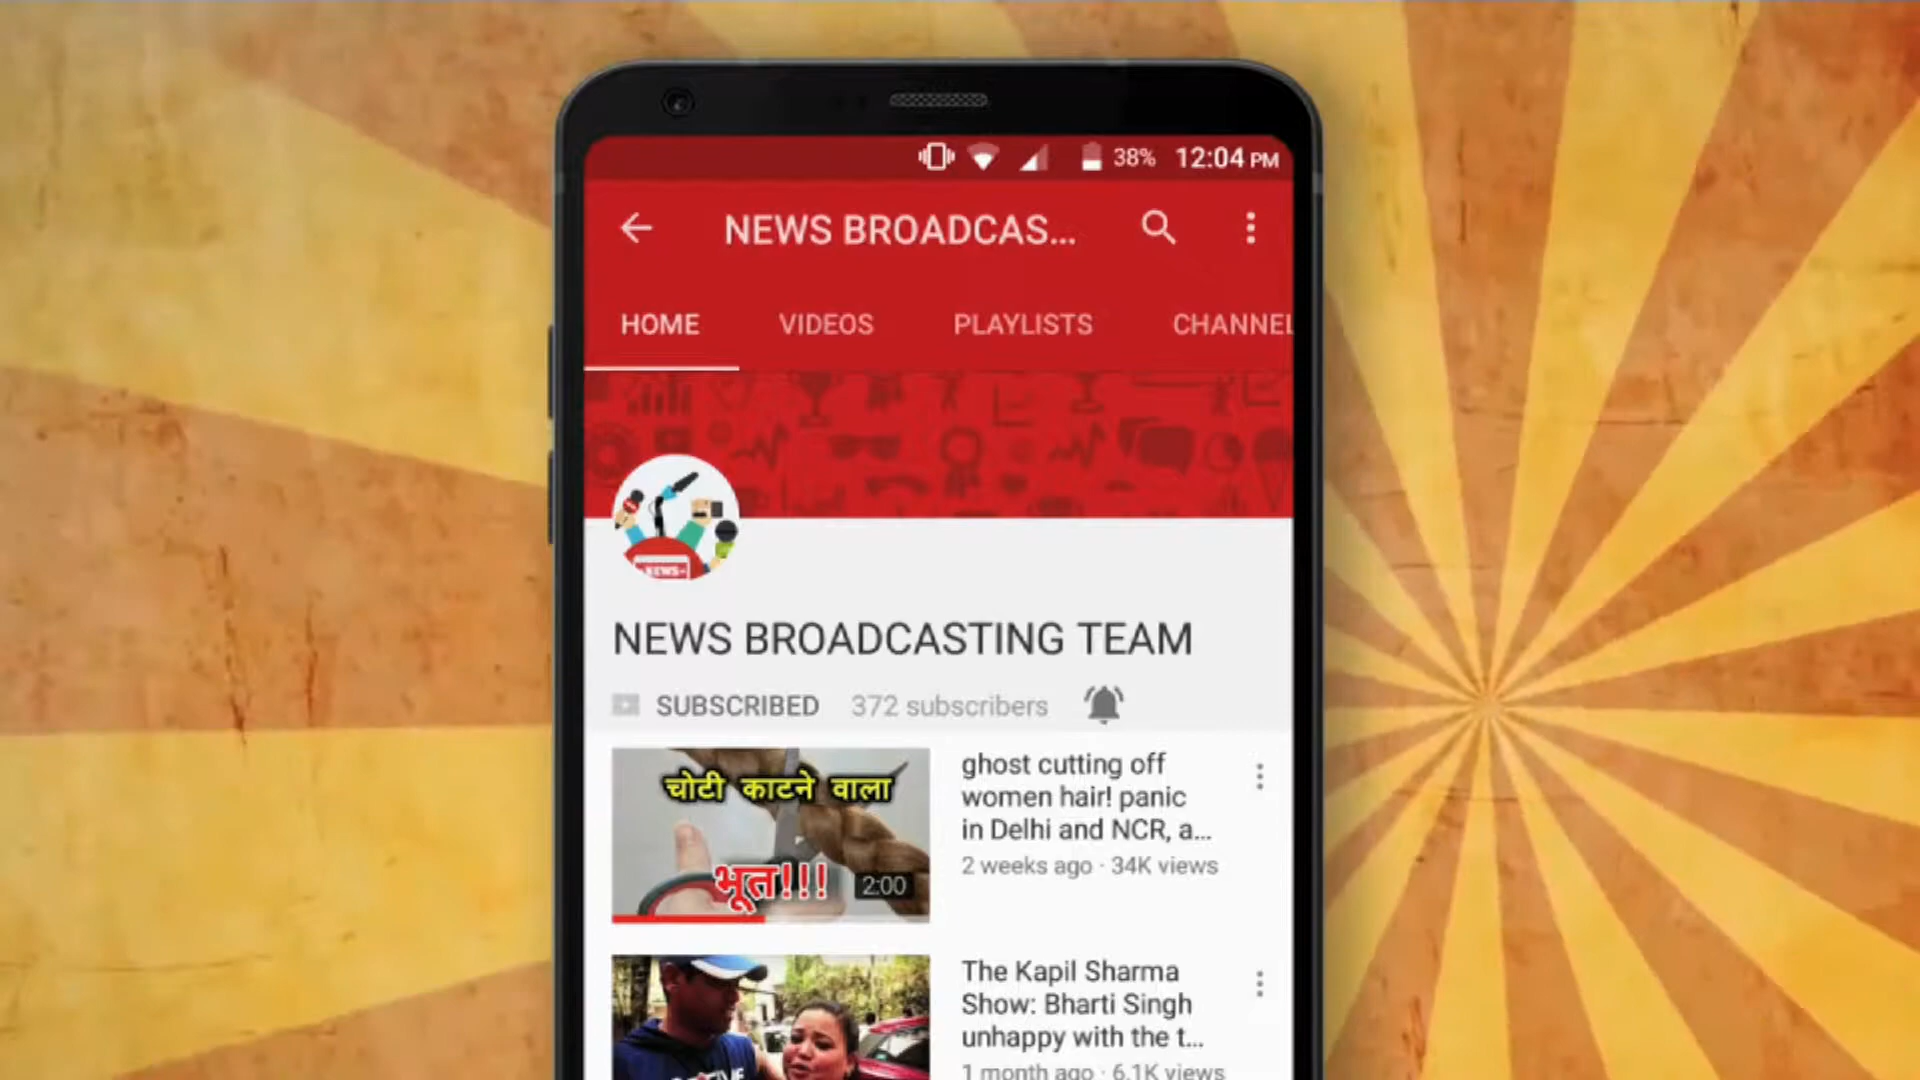 38% 12:04 PM
NEWS BROADCAS...
HOME VIDEOS PLAYLISTS CHANNEL
NEWS
NEWS BROADCASTING TEAM
SUBSCRIBED 372 subscribers
चोटी काटने वाला
भूत!!!
2:00
ghost cutting off
women hair! panic
in Delhi and NCR, a...
2 weeks ago · 34K views
The Kapil Sharma
Show: Bharti Singh
unhappy with the t...
1 month ago · 6.1K views